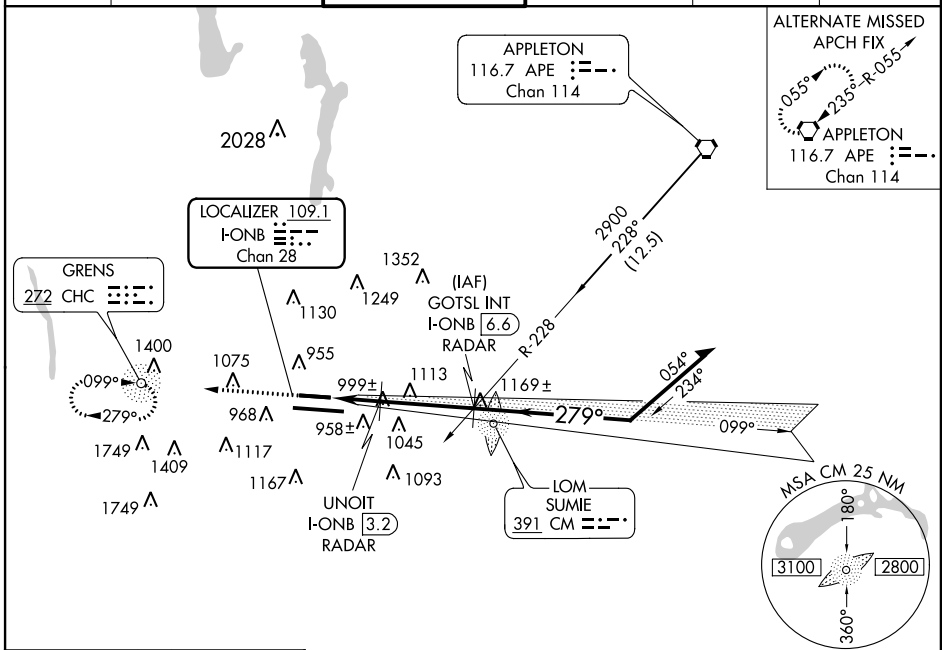 ALTERNATE MISSED
APCH FIX
055°
235°
R-055
APPLETON
116.7 APE
Chan 114
APPLETON
116.7 APE
Chan 114
2028
LOCALIZER 109.1
I-ONB
Chan 28
2900
228°
(12.5)
R-228
GRENS
272 CHC
1352
1249
1130
(IAF)
GOTSL INT
I-ONB 6.6
RADAR
1400
1075
955
999±
1113
1169±
054°
234°
099°
279°
279°
099°
968
958±
1045
1117
1749
1409
1167
1093
1749
UNOIT
I-ONB 3.2
RADAR
LOM
SUMIE
391 CM
MSA CM 25 NM
180°
3100
2800
360°